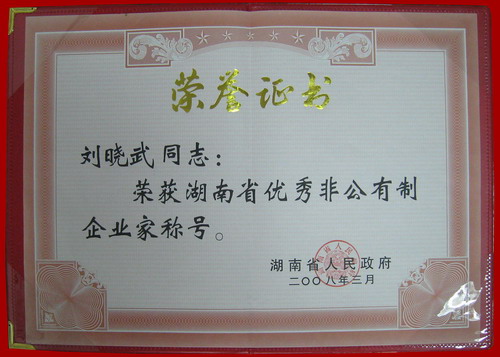 荣誉证书
刘晓武同志：
荣获湖南省优秀非公有制
企业家称号。
湖南省人民政府
二〇〇八年三月